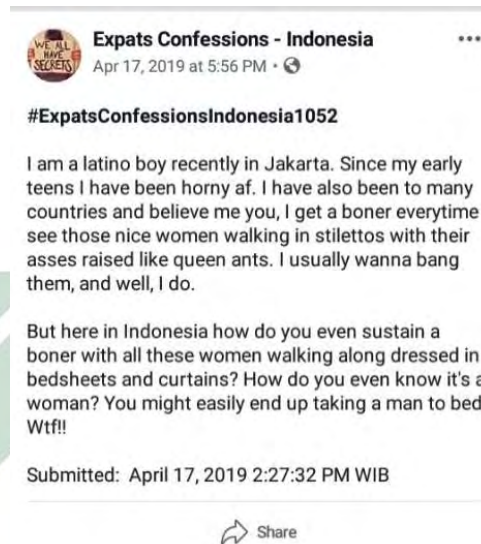 WE ALL
HAVE
SECRETS
Expats Confessions - Indonesia
Apr 17, 2019 at 5:56 PM ·
#ExpatsConfessionsIndonesia1052
I am a latino boy recently in Jakarta. Since my early
teens I have been horny af. I have also been to many
countries and believe me you, I get a boner everytime
see those nice women walking in stilettos with their
asses raised like queen ants. I usually wanna bang
them, and well, I do.
But here in Indonesia how do you even sustain a
boner with all these women walking along dressed in
bedsheets and curtains? How do you even know it's a
woman? You might easily end up taking a man to bed
Wtf!!
Submitted: April 17, 2019 2:27:32 PM WIB
Share